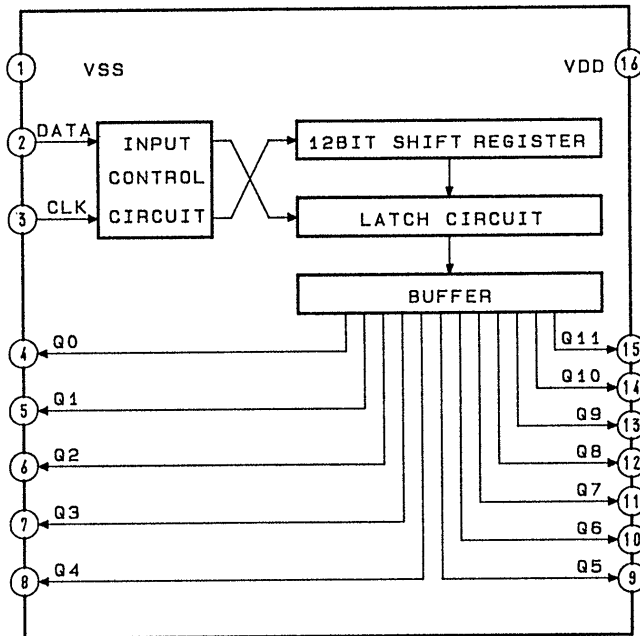 1 VSS VDD 16
2 DATA
INPUT
CONTROL
CIRCUIT
3 CLK
12BIT SHIFT REGISTER
LATCH CIRCUIT
BUFFER
4 Q0 Q11 15
Q10 14
5 Q1 Q9 13
6 Q2 Q8 12
Q7 11
7 Q3 Q6 10
8 Q4 Q5 9